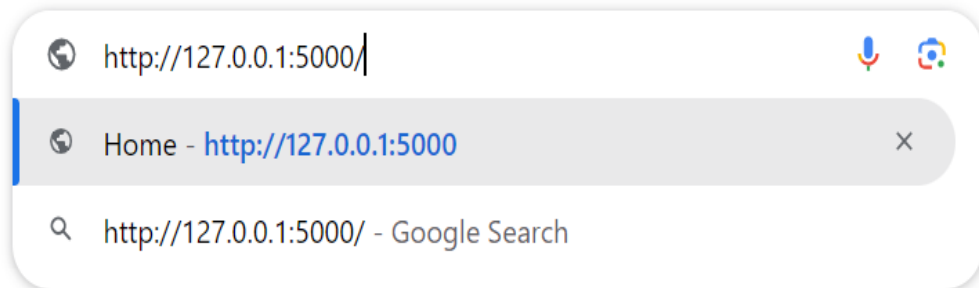 http://127.0.0.1:5000/
Home - http://127.0.0.1:5000
http://127.0.0.1:5000/ - Google Search